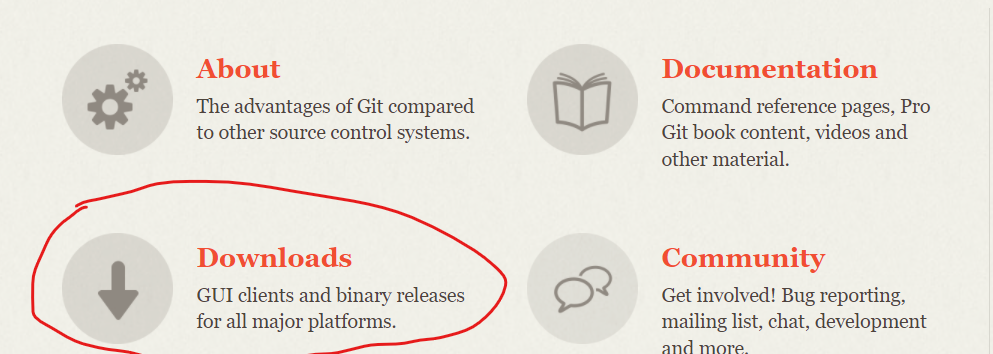 About
The advantages of Git compared
to other source control systems.
Documentation
Command reference pages, Pro
Git book content, videos and
other material.
Downloads
GUI clients and binary releases
for all major platforms.
Community
Get involved! Bug reporting,
mailing list, chat, development
and more.